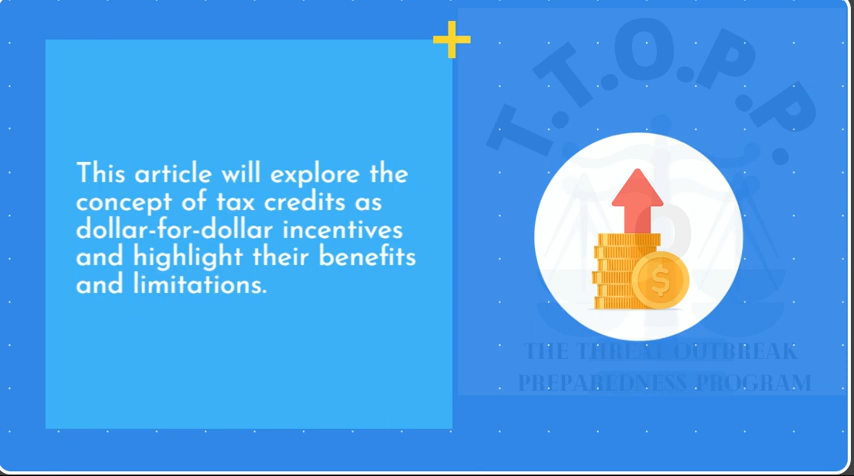 This article will explore the
concept of tax credits as
dollar-for-dollar incentives
and highlight their benefits
and limitations.
T.T.O.P.P.
$
THE THREAT OUTBREAK
PREPAREDNESS PROGRAM